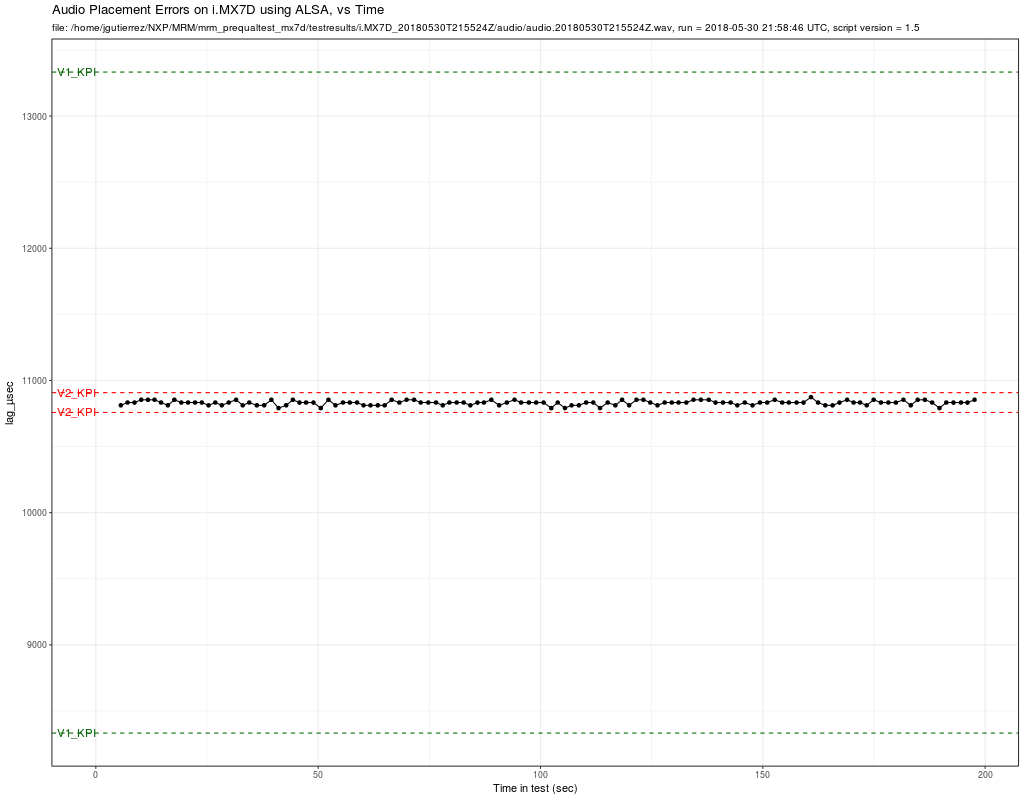 Audio Placement Errors on i.MX7D using ALSA, vs Time
file: /home/jgutierrez/NXP/MRM/mrm_prequaltest_mx7d/testresults/i.MX7D_20180530T215524Z/audio/audio.20180530T215524Z.wav, run = 2018-05-30 21:58:46 UTC, script version = 1.5
V1_KPI
13000
12000
11000
V2_KPI
V2_KPI
lag_µsec
10000
9000
V1_KPI
0 50 100 150 200
Time in test (sec)